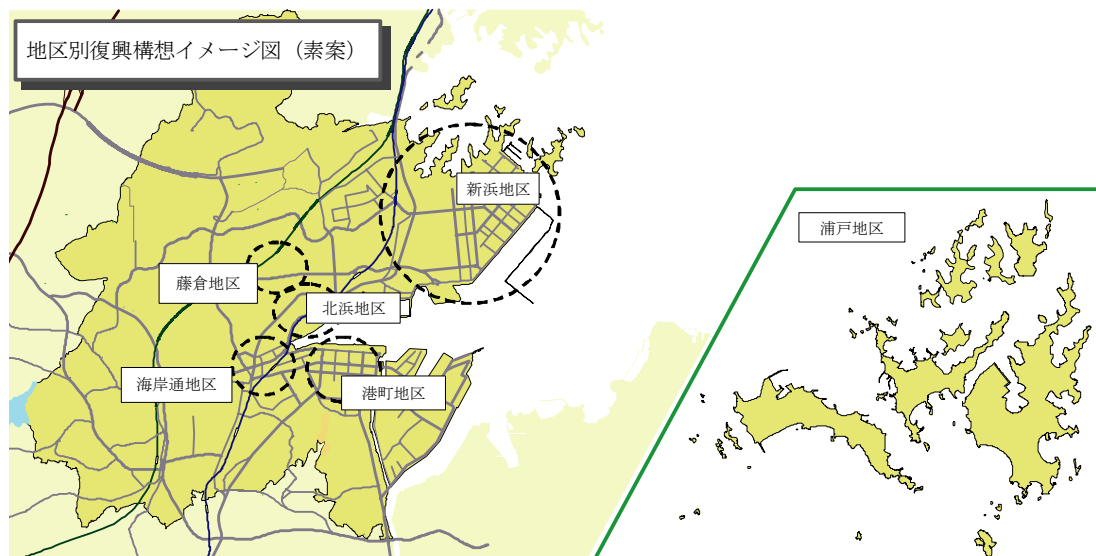 地区別復興構想イメージ図（素案）
新浜地区
浦戸地区
藤倉地区
北浜地区
海岸通地区
港町地区